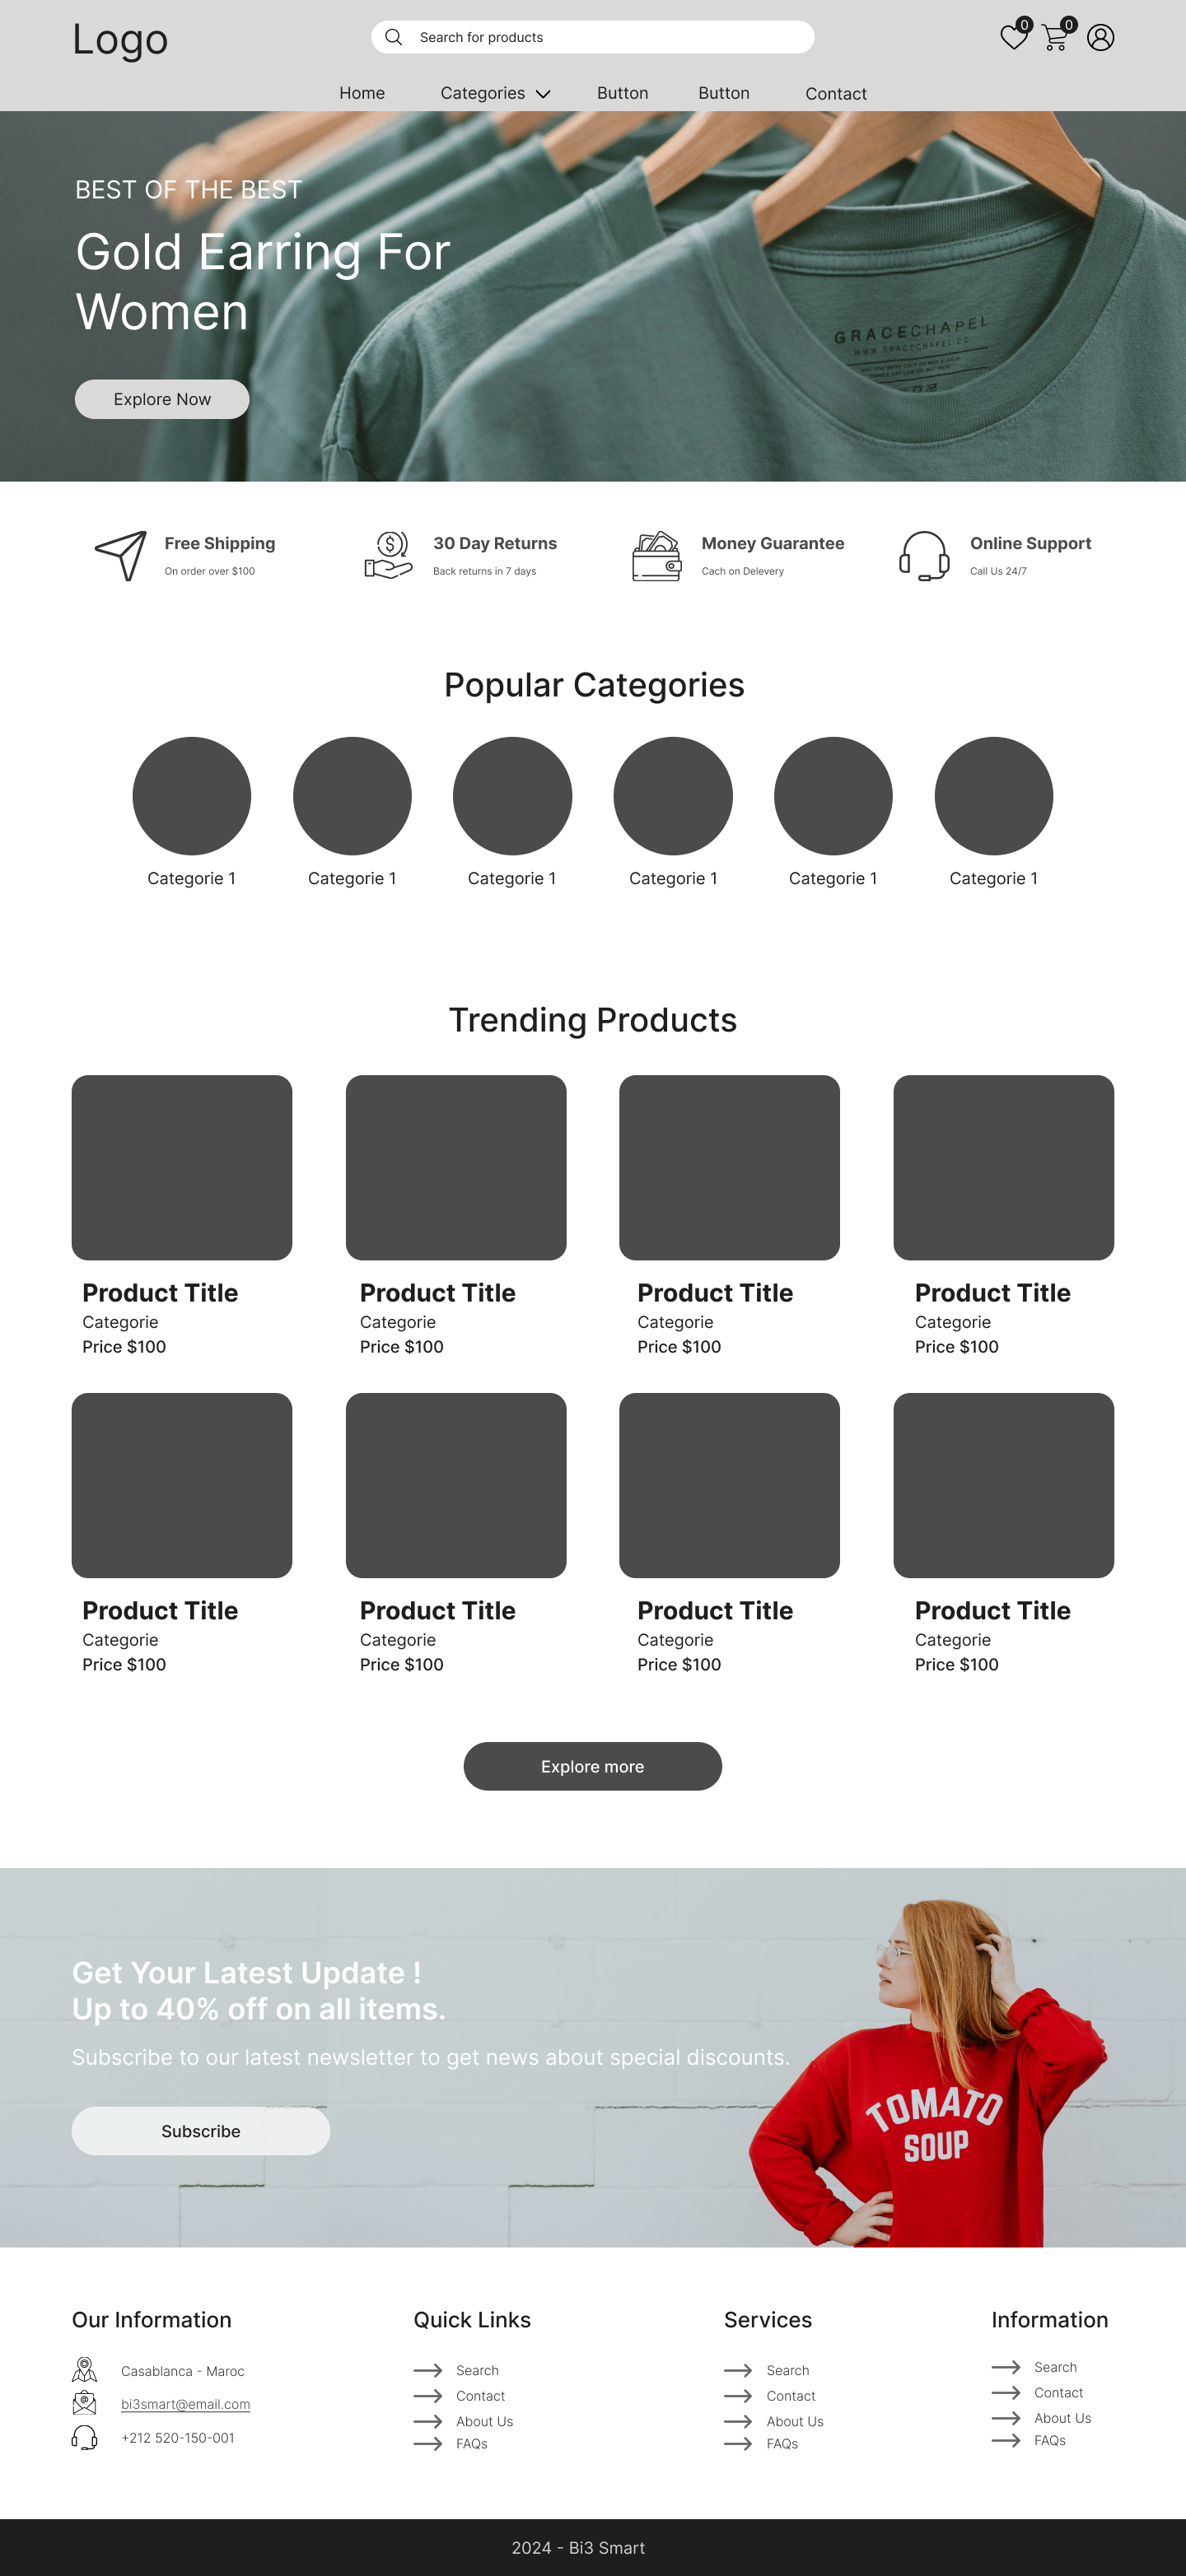 Logo
Search for products
0
0
Home
Categories
Button
Button
Contact
BEST OF THE BEST
Gold Earring For
Women
GRACECHAPEL
WWW.GRACECHAPEL.CC
Explore Now
Free Shipping
On order over $100
30 Day Returns
Back returns in 7 days
Money Guarantee
Cach on Delevery
Online Support
Call Us 24/7
Popular Categories
Categorie 1
Categorie 1
Categorie 1
Categorie 1
Categorie 1
Categorie 1
Trending Products
Product Title
Categorie
Price $100
Product Title
Categorie
Price $100
Product Title
Categorie
Price $100
Product Title
Categorie
Price $100
Product Title
Categorie
Price $100
Product Title
Categorie
Price $100
Product Title
Categorie
Price $100
Product Title
Categorie
Price $100
Explore more
Get Your Latest Update !
Up to 40% off on all items.
Subscribe to our latest newsletter to get news about special discounts.
Subscribe
TOMATO
SOUP
Our Information
Casablanca - Maroc
bi3smart@email.com
+212 520-150-001
Quick Links
Search
Contact
About Us
FAQs
Services
Search
Contact
About Us
FAQs
Information
Search
Contact
About Us
FAQs
2024 - Bi3 Smart